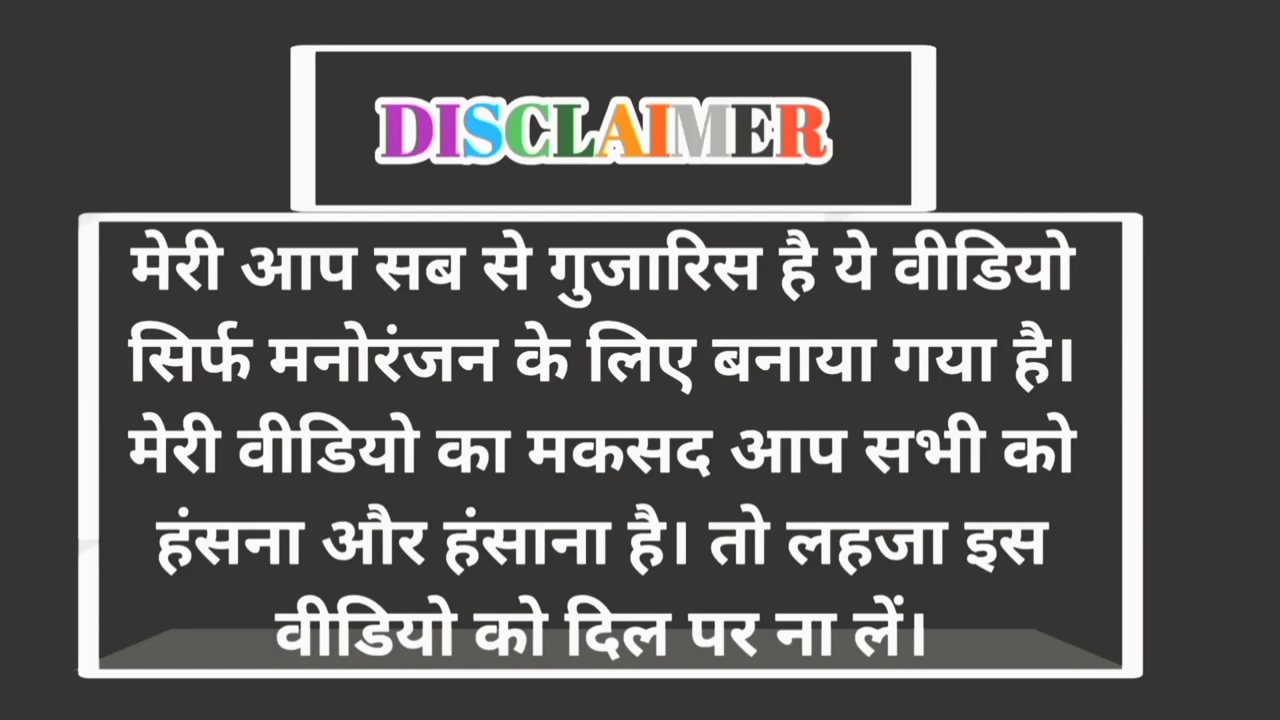 DISCLAIMER
मेरी आप सब से गुजारिस है ये वीडियो
सिर्फ मनोरंजन के लिए बनाया गया है।
मेरी वीडियो का मकसद आप सभी को
हंसना और हंसाना है। तो लहजा इस
वीडियो को दिल पर ना लें।